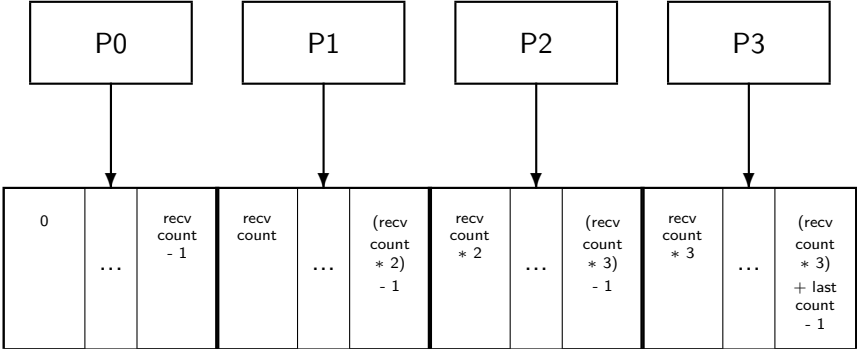 P0
P1
P2
P3
0
...
recv
count
- 1
recv
count
...
(recv
count
* 2)
- 1
recv
count
* 2
...
(recv
count
* 3)
- 1
recv
count
* 3
...
(recv
count
* 3)
+ last
count
- 1